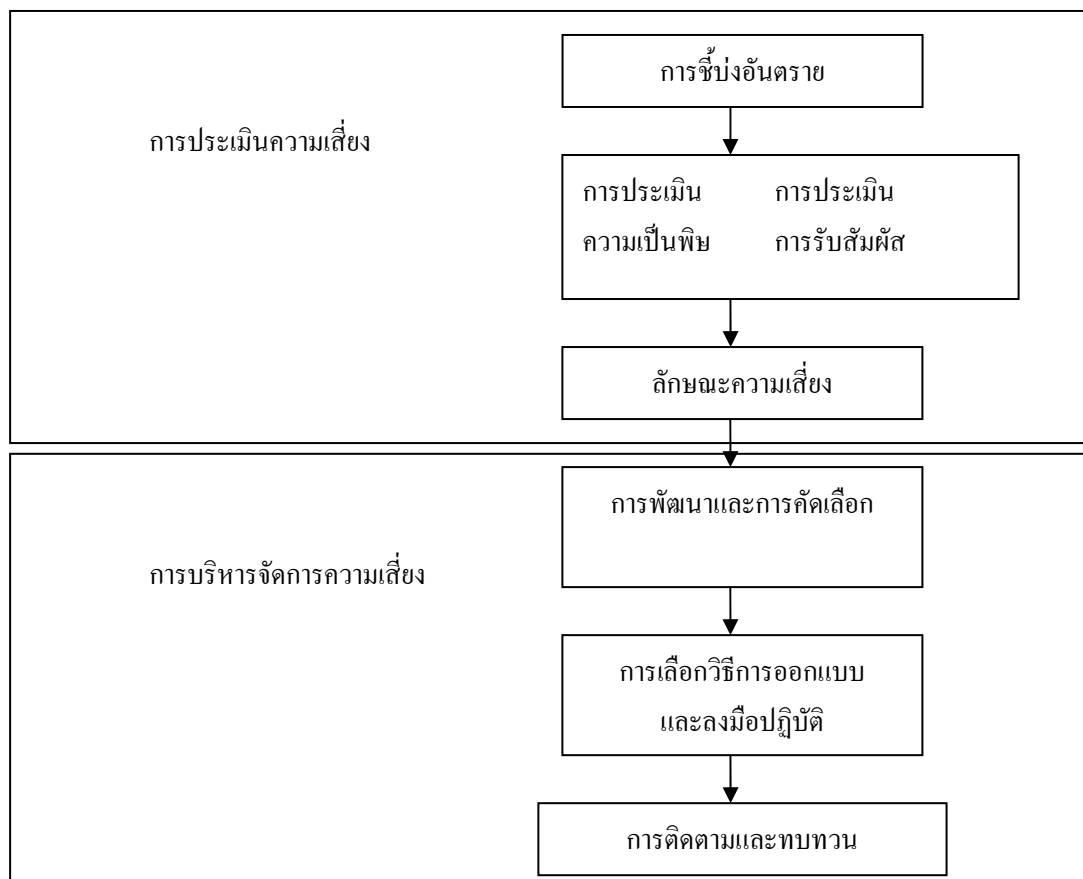 การชี้บ่งอันตราย
การประเมินความเสี่ยง
การประเมิน การประเมิน
ความเป็นพิษ การรับสัมผัส
ลักษณะความเสี่ยง
การพัฒนาและการคัดเลือก
การบริหารจัดการความเสี่ยง
การเลือกวิธีการออกแบบ
และลงมือปฏิบัติ
การติดตามและทบทวน